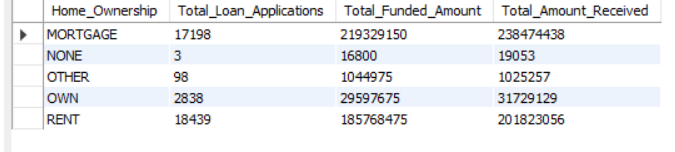 Home_Ownership Total_Loan_Applications Total_Funded_Amount Total_Amount_Received
MORTGAGE 17198 219329150 238474438
NONE 3 16800 19053
OTHER 98 1044975 1025257
OWN 2838 29597675 31729129
RENT 18439 185768475 201823056